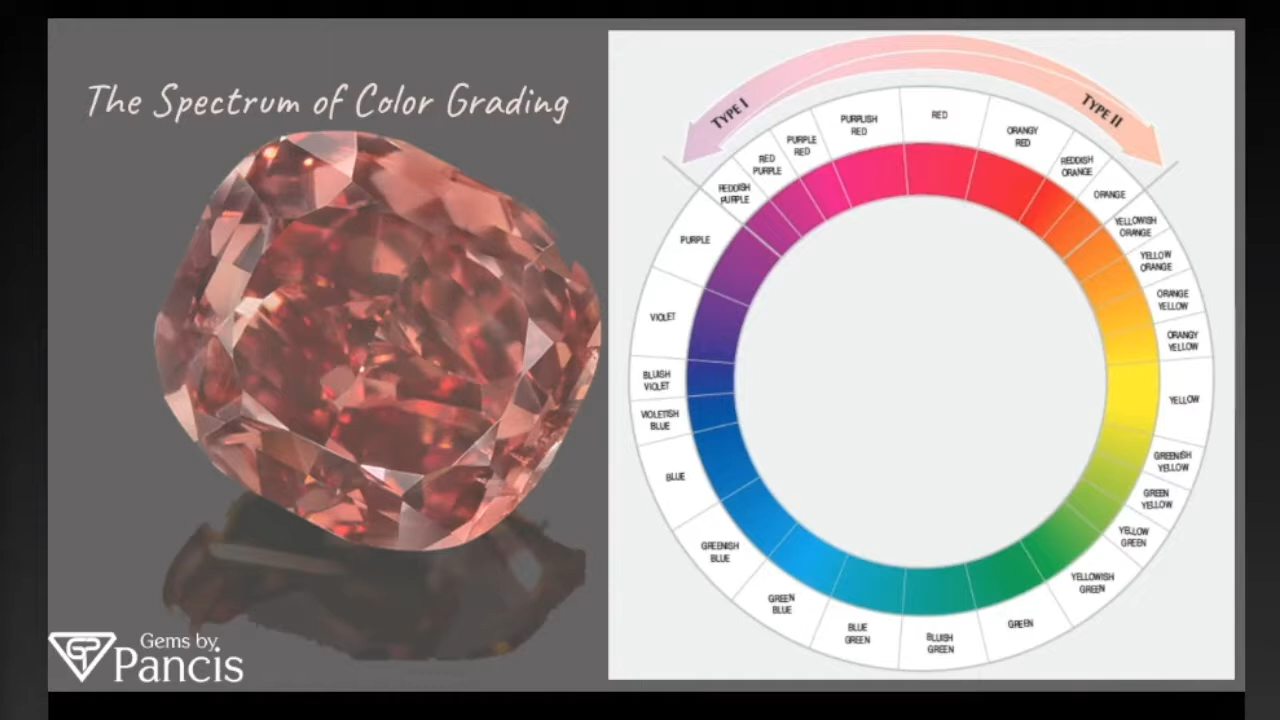 The Spectrum of Color Grading
TYPE I
TYPE II
RED
ORANGY
RED
REDDISH
ORANGE
ORANGE
YELLOWISH
ORANGE
YELLOW
ORANGE
ORANGE
YELLOW
ORANGY
YELLOW
YELLOW
GREENISH
YELLOW
GREEN
YELLOW
YELLOW
GREEN
YELLOWISH
GREEN
GREEN
BLUISH
GREEN
BLUE
GREEN
GREEN
BLUE
GREENISH
BLUE
BLUE
VIOLETISH
BLUE
BLUISH
VIOLET
VIOLET
PURPLE
REDDISH
PURPLE
RED
PURPLE
PURPLE
RED
PURPLISH
RED
Gems by
Pancis